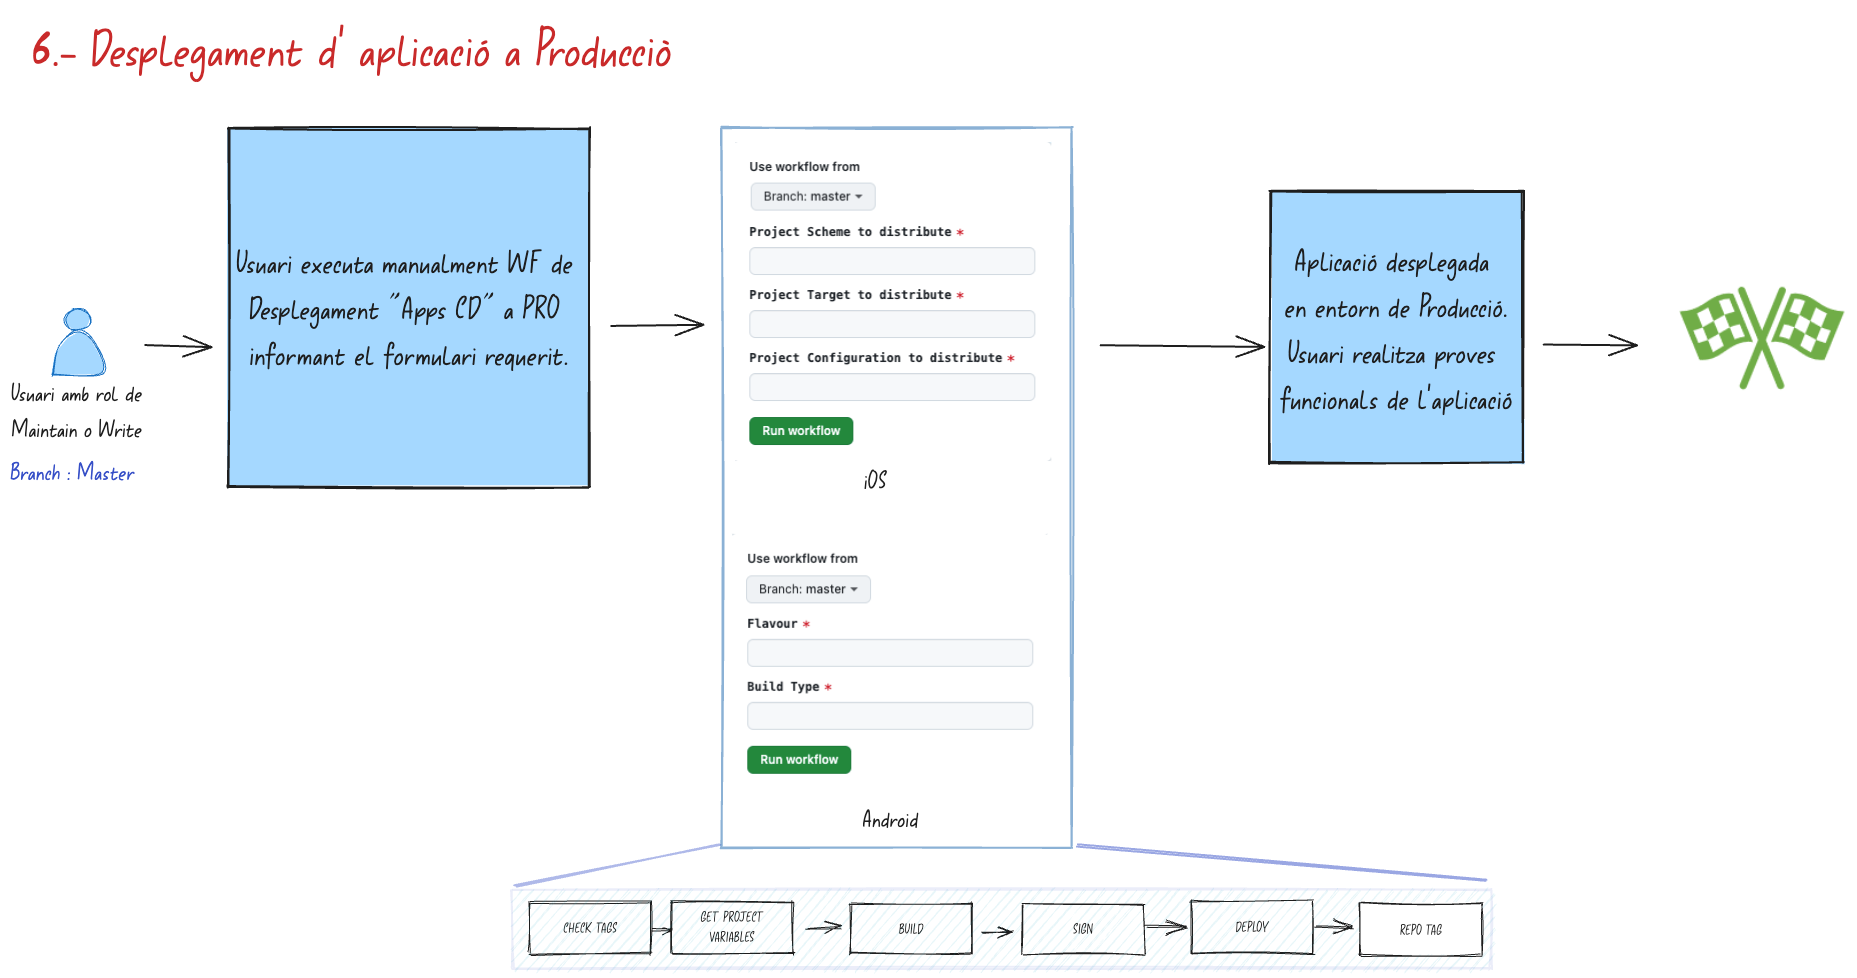 6.- Desplegament d' aplicació a Producciò
Usuari amb rol de
Maintain o Write
Branch : Master
Usuari executa manualment WF de
Desplegament "Apps CD" a PRO
informant el formulari requerit.
Use workflow from
Branch: master
Project Scheme to distribute *
Project Target to distribute *
Project Configuration to distribute *
Run workflow
iOS
Use workflow from
Branch: master
Flavour *
Build Type *
Run workflow
Android
Aplicació desplegada
en entorn de Producció.
Usuari realitza proves
funcionals de l'aplicació
CHECK TAGS
GET PROJECT
VARIABLES
BUILD
SIGN
DEPLOY
REPO TAG